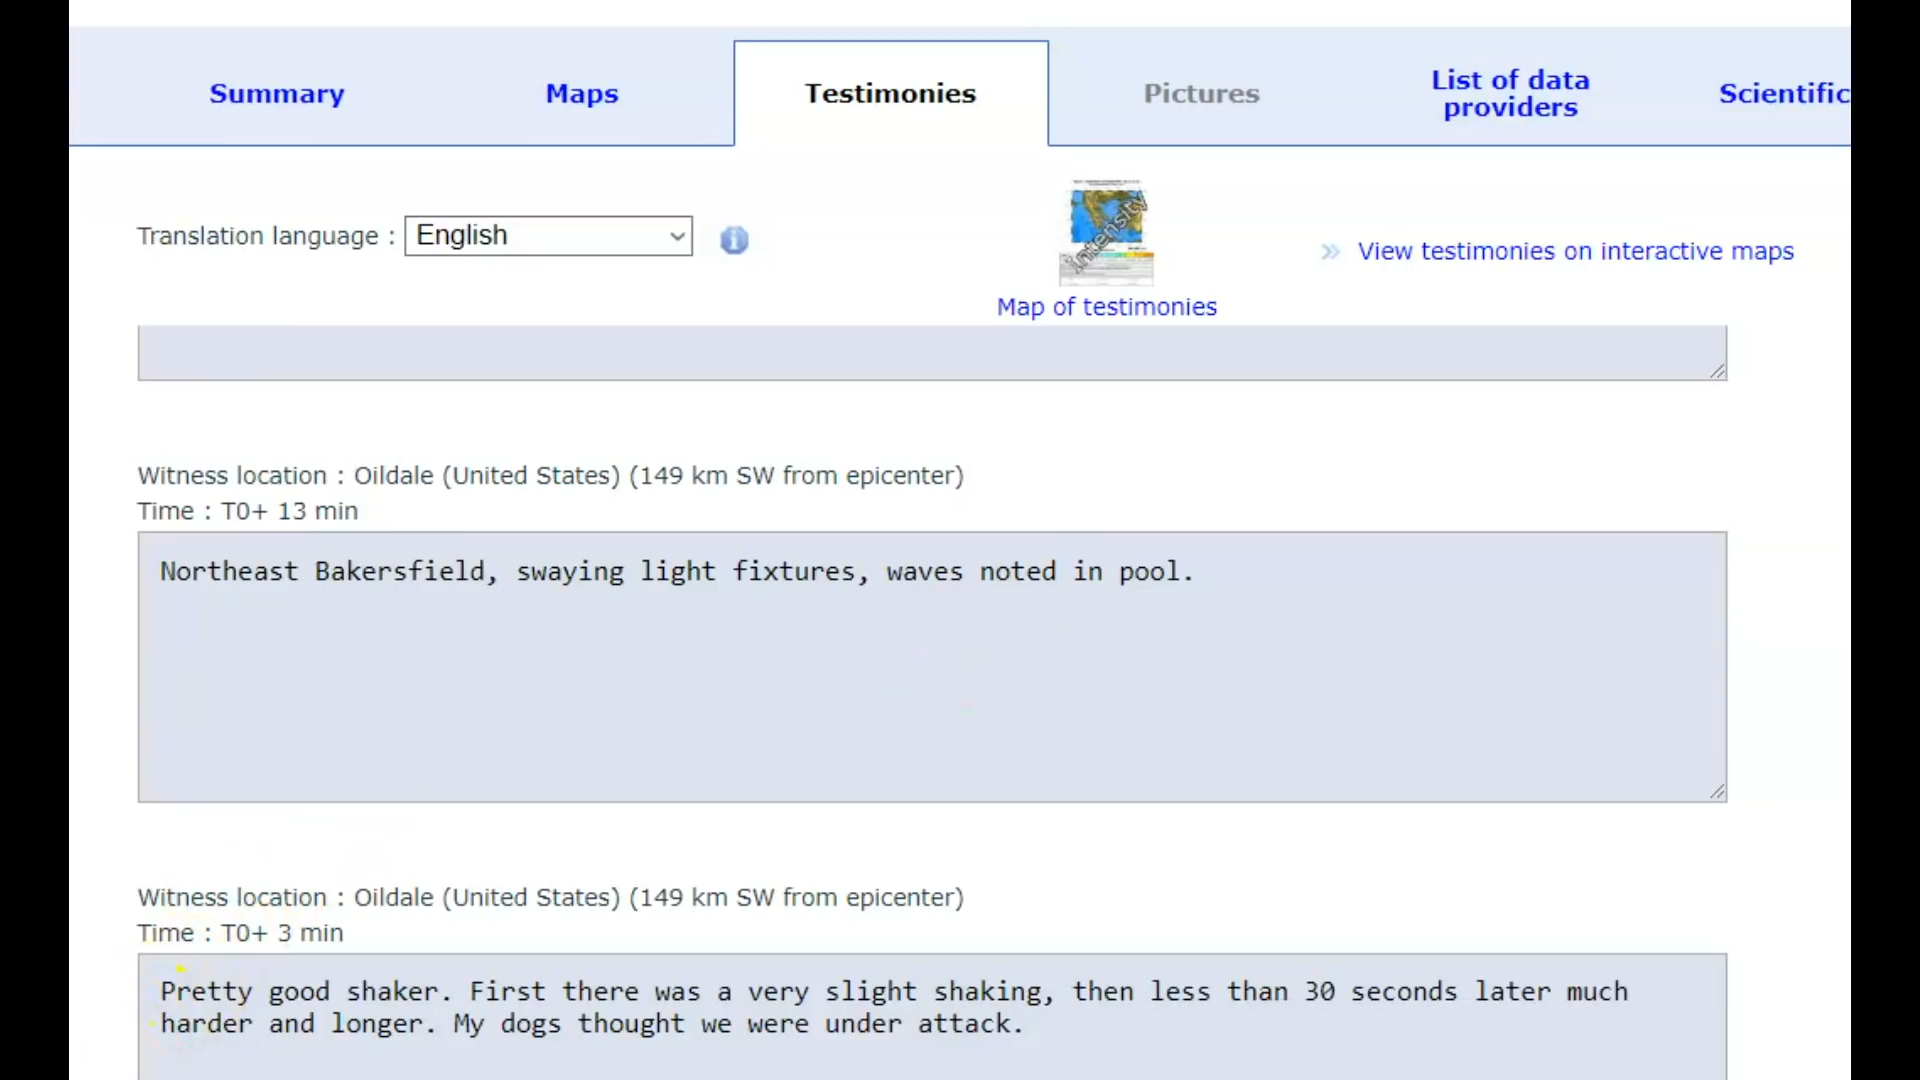 Summary
Maps
Testimonies
Pictures
List of data
providers
Scientific
Translation language :
English
intensity
Map of testimonies
View testimonies on interactive maps
Witness location : Oildale (United States) (149 km SW from epicenter)
Time : T0+ 13 min
Northeast Bakersfield, swaying light fixtures, waves noted in pool.
Witness location : Oildale (United States) (149 km SW from epicenter)
Time : T0+ 3 min
Pretty good shaker. First there was a very slight shaking, then less than 30 seconds later much
harder and longer. My dogs thought we were under attack.